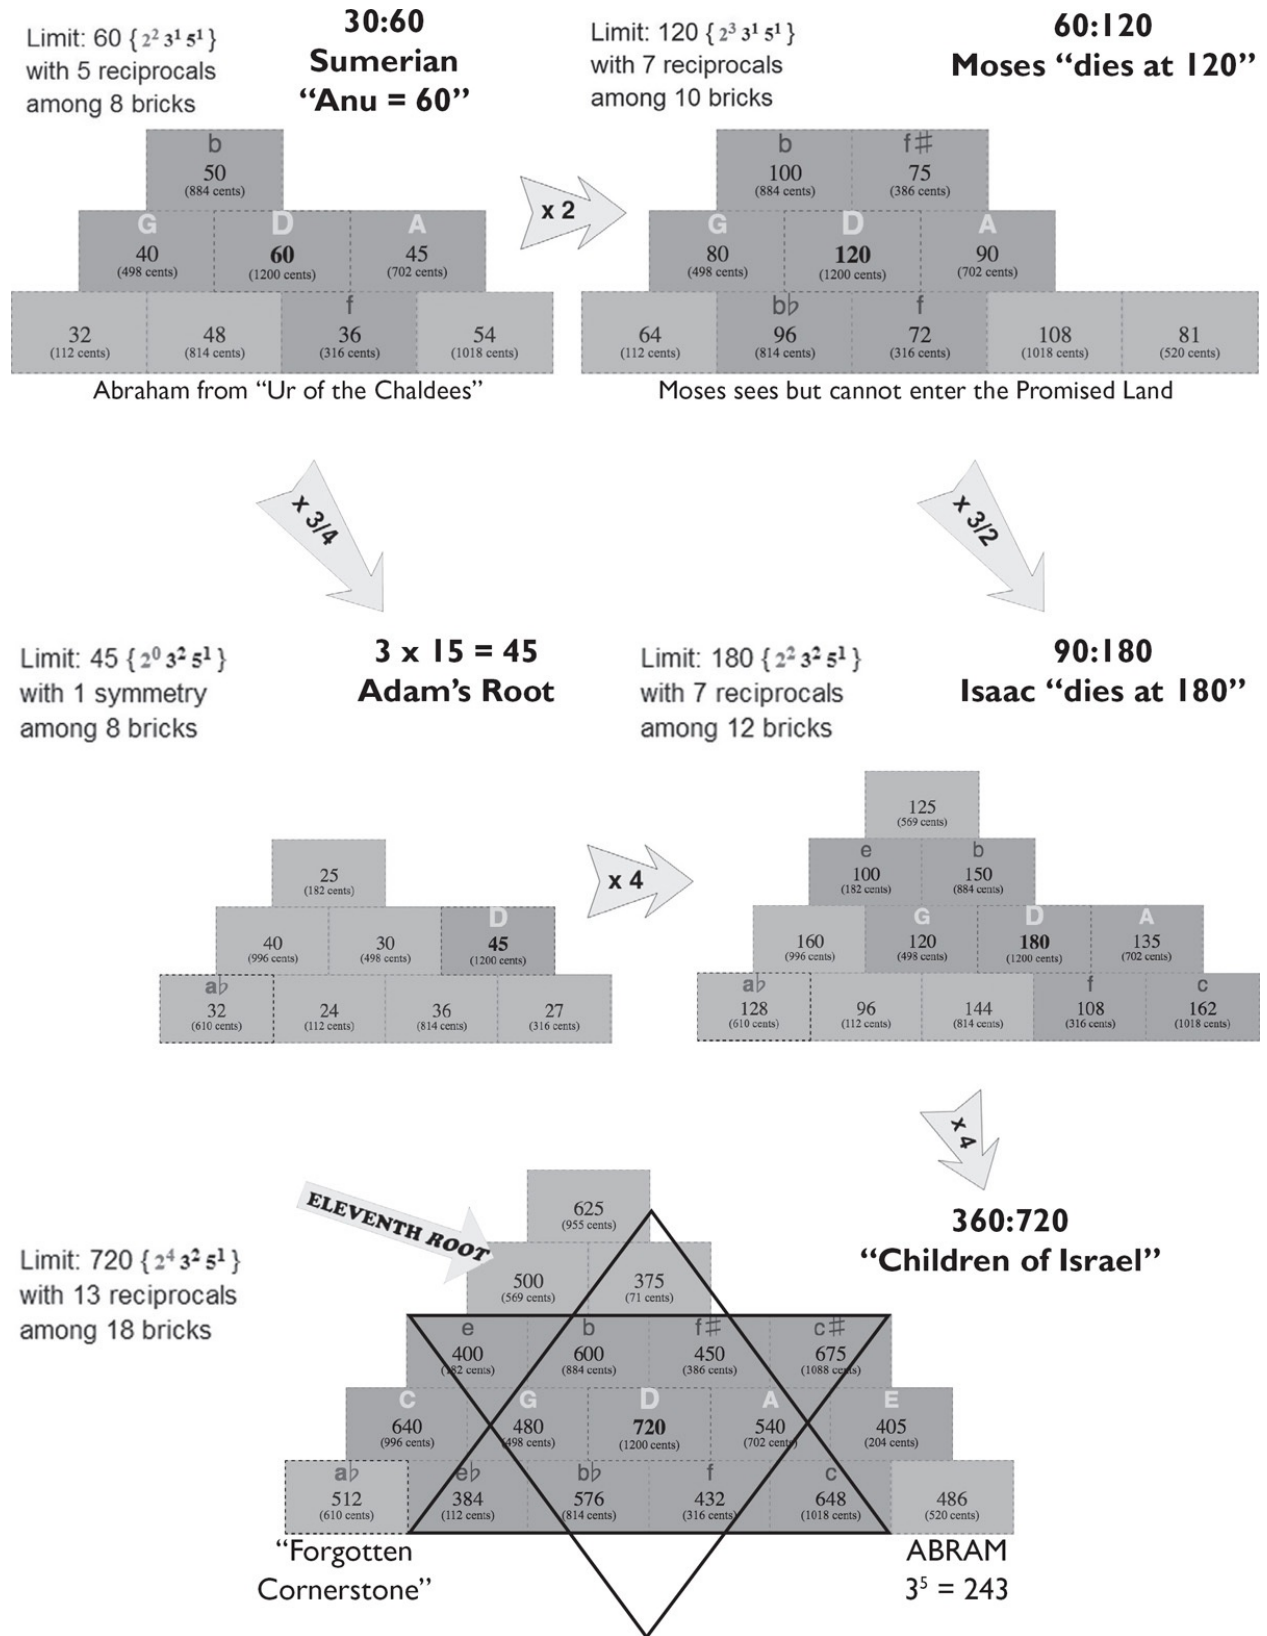 Limit: 60 { 2² 3¹ 5¹ }
with 5 reciprocals
among 8 bricks
30:60
Sumerian
“Anu = 60”
b
50
(884 cents)
G D A
40 60 45
(498 cents) (1200 cents) (702 cents)
f
32 48 36 54
(112 cents) (814 cents) (316 cents) (1018 cents)
Abraham from “Ur of the Chaldees”
x 2
Limit: 120 { 2³ 3¹ 5¹ }
with 7 reciprocals
among 10 bricks
60:120
Moses “dies at 120”
b f♯
100 75
(884 cents) (386 cents)
G D A
80 120 90
(498 cents) (1200 cents) (702 cents)
b♭ f
64 96 72 108 81
(112 cents) (814 cents) (316 cents) (1018 cents) (520 cents)
Moses sees but cannot enter the Promised Land
x 3/4
x 3/2
Limit: 45 { 2⁰ 3² 5¹ }
with 1 symmetry
among 8 bricks
3 x 15 = 45
Adam’s Root
25
(182 cents)
D
40 30 45
(996 cents) (498 cents) (1200 cents)
a♭
32 24 36 27
(610 cents) (112 cents) (814 cents) (316 cents)
x 4
Limit: 180 { 2² 3² 5¹ }
with 7 reciprocals
among 12 bricks
90:180
Isaac “dies at 180”
125
(569 cents)
e b
100 150
(182 cents) (884 cents)
G D A
160 120 180 135
(996 cents) (498 cents) (1200 cents) (702 cents)
a♭ f c
128 96 144 108 162
(610 cents) (112 cents) (814 cents) (316 cents) (1018 cents)
x 4
Limit: 720 { 2⁴ 3² 5¹ }
with 13 reciprocals
among 18 bricks
ELEVENTH ROOT
360:720
“Children of Israel”
625
(955 cents)
500 375
(569 cents) (71 cents)
e b f♯ c♯
400 600 450 675
(182 cents) (884 cents) (386 cents) (1088 cents)
C G D A E
640 480 720 540 405
(996 cents) (498 cents) (1200 cents) (702 cents) (204 cents)
a♭ e♭ b♭ f c
512 384 576 432 648 486
(610 cents) (112 cents) (814 cents) (316 cents) (1018 cents) (520 cents)
“Forgotten
Cornerstone”
ABRAM
3⁵ = 243